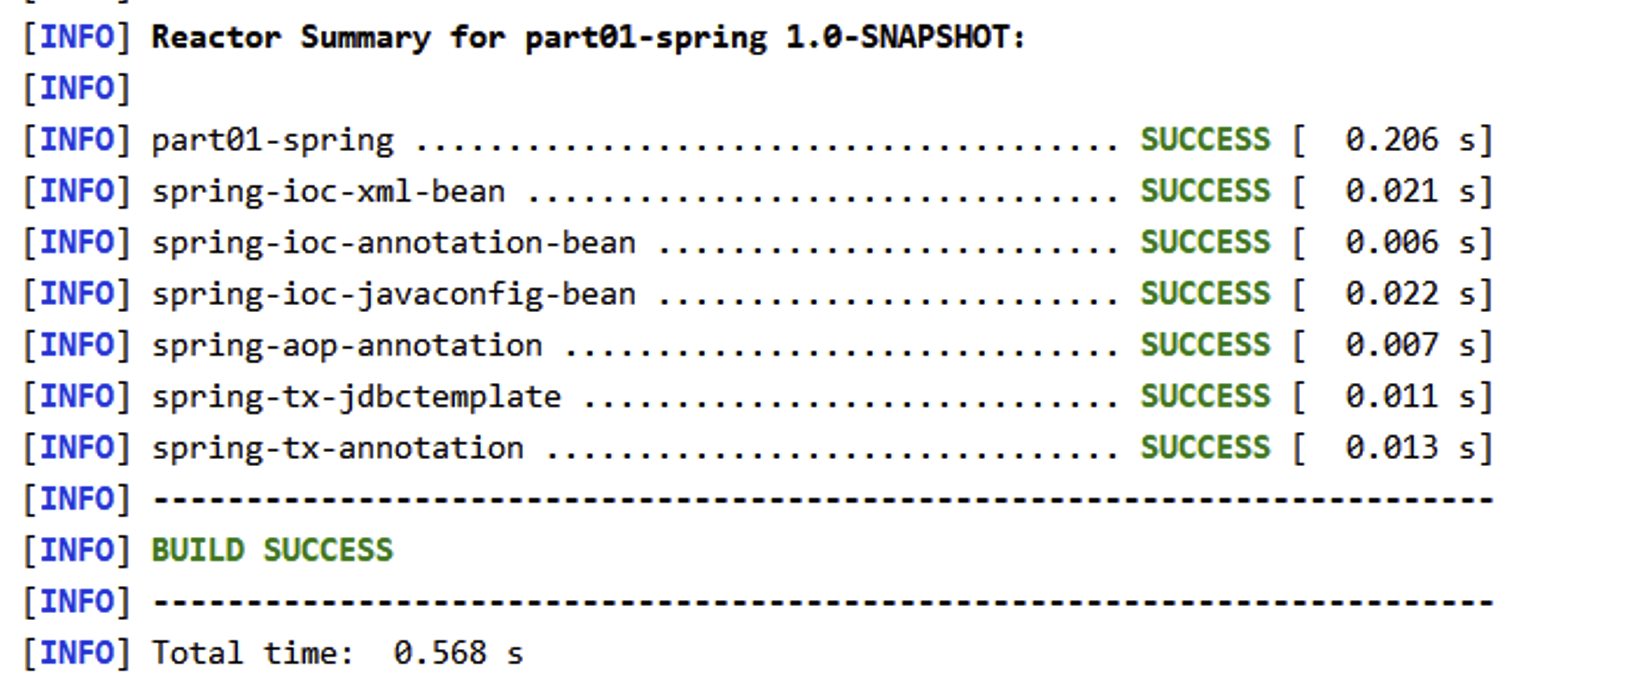 [INFO] Reactor Summary for part01-spring 1.0-SNAPSHOT:
[INFO]
[INFO] part01-spring ...................................... SUCCESS [  0.206 s]
[INFO] spring-ioc-xml-bean ................................ SUCCESS [  0.021 s]
[INFO] spring-ioc-annotation-bean ......................... SUCCESS [  0.006 s]
[INFO] spring-ioc-javaconfig-bean ......................... SUCCESS [  0.022 s]
[INFO] spring-aop-annotation .............................. SUCCESS [  0.007 s]
[INFO] spring-tx-jdbctemplate ............................. SUCCESS [  0.011 s]
[INFO] spring-tx-annotation ............................... SUCCESS [  0.013 s]
[INFO] ------------------------------------------------------------------------
[INFO] BUILD SUCCESS
[INFO] ------------------------------------------------------------------------
[INFO] Total time:  0.568 s